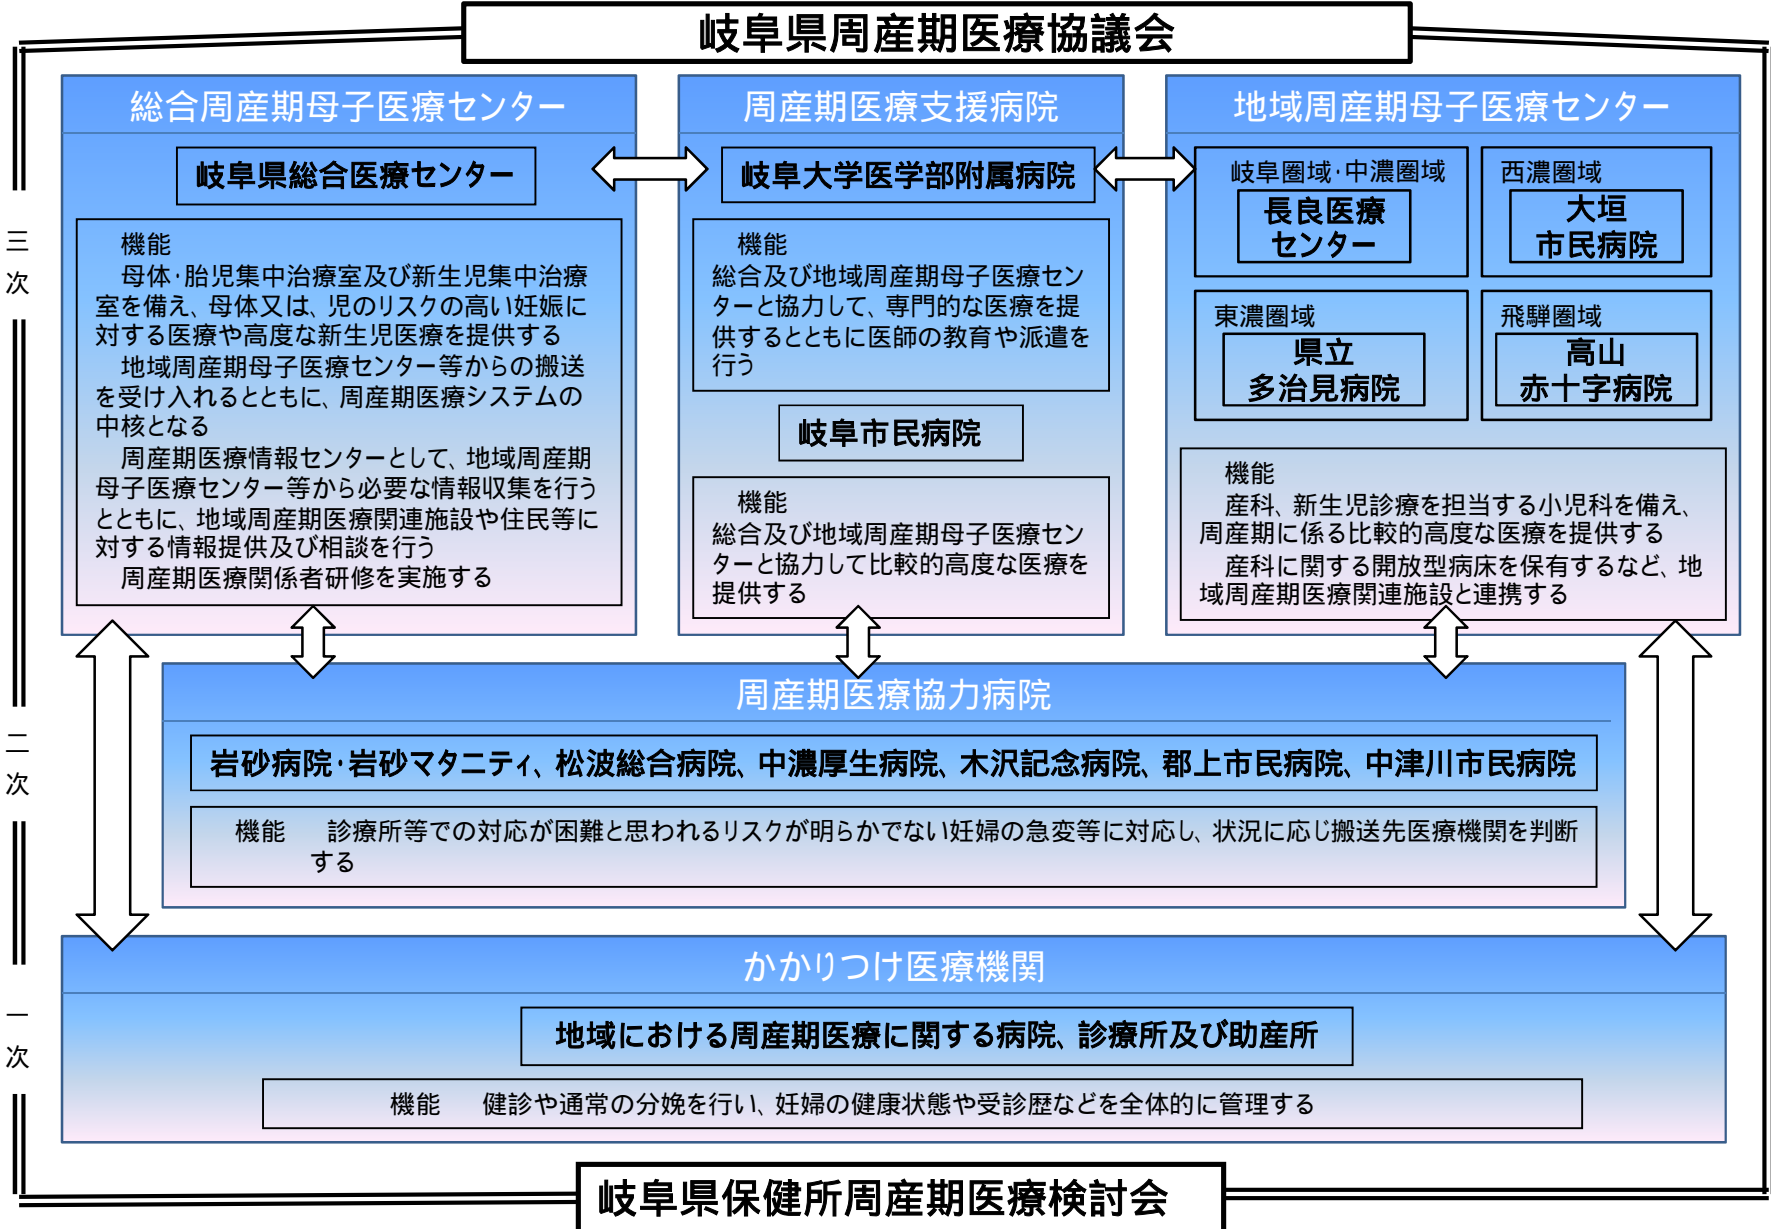 岐阜県周産期医療協議会
総合周産期母子医療センター
岐阜県総合医療センター
機能
母体・胎児集中治療室及び新生児集中治療
室を備え、母体又は、児のリスクの高い妊娠に
対する医療や高度な新生児医療を提供する
地域周産期母子医療センター等からの搬送
を受け入れるとともに、周産期医療システムの
中核となる
周産期医療情報センターとして、地域周産期
母子医療センター等から必要な情報収集を行う
とともに、地域周産期医療関連施設や住民等に
対する情報提供及び相談を行う
周産期医療関係者研修を実施する
周産期医療支援病院
岐阜大学医学部附属病院
機能
総合及び地域周産期母子医療セン
ターと協力して、専門的な医療を提
供するとともに医師の教育や派遣を
行う
岐阜市民病院
機能
総合及び地域周産期母子医療セン
ターと協力して比較的高度な医療を
提供する
地域周産期母子医療センター
岐阜圏域・中濃圏域
長良医療
センター
西濃圏域
大垣
市民病院
東濃圏域
県立
多治見病院
飛騨圏域
高山
赤十字病院
機能
産科、新生児診療を担当する小児科を備え、
周産期に係る比較的高度な医療を提供する
産科に関する開放型病床を保有するなど、地
域周産期医療関連施設と連携する
三次
周産期医療協力病院
岩砂病院・岩砂マタニティ、松波総合病院、中濃厚生病院、木沢記念病院、郡上市民病院、中津川市民病院
機能 診療所等での対応が困難と思われるリスクが明らかでない妊婦の急変等に対応し、状況に応じ搬送先医療機関を判断
する
二次
かかりつけ医療機関
地域における周産期医療に関する病院、診療所及び助産所
機能 健診や通常の分娩を行い、妊婦の健康状態や受診歴などを全体的に管理する
一次
岐阜県保健所周産期医療検討会